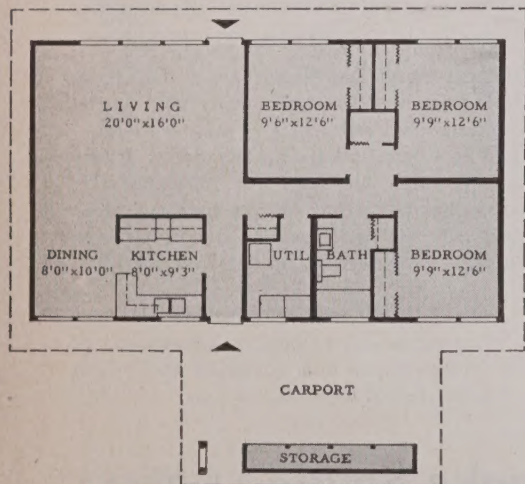 LIVING
20'0"x16'0"
BEDROOM
9'6"x12'6"
BEDROOM
9'9"x12'6"
DINING
8'0"x10'0"
KITCHEN
8'0"x9'3"
UTIL
BATH
BEDROOM
9'9"x12'6"
CARPORT
STORAGE